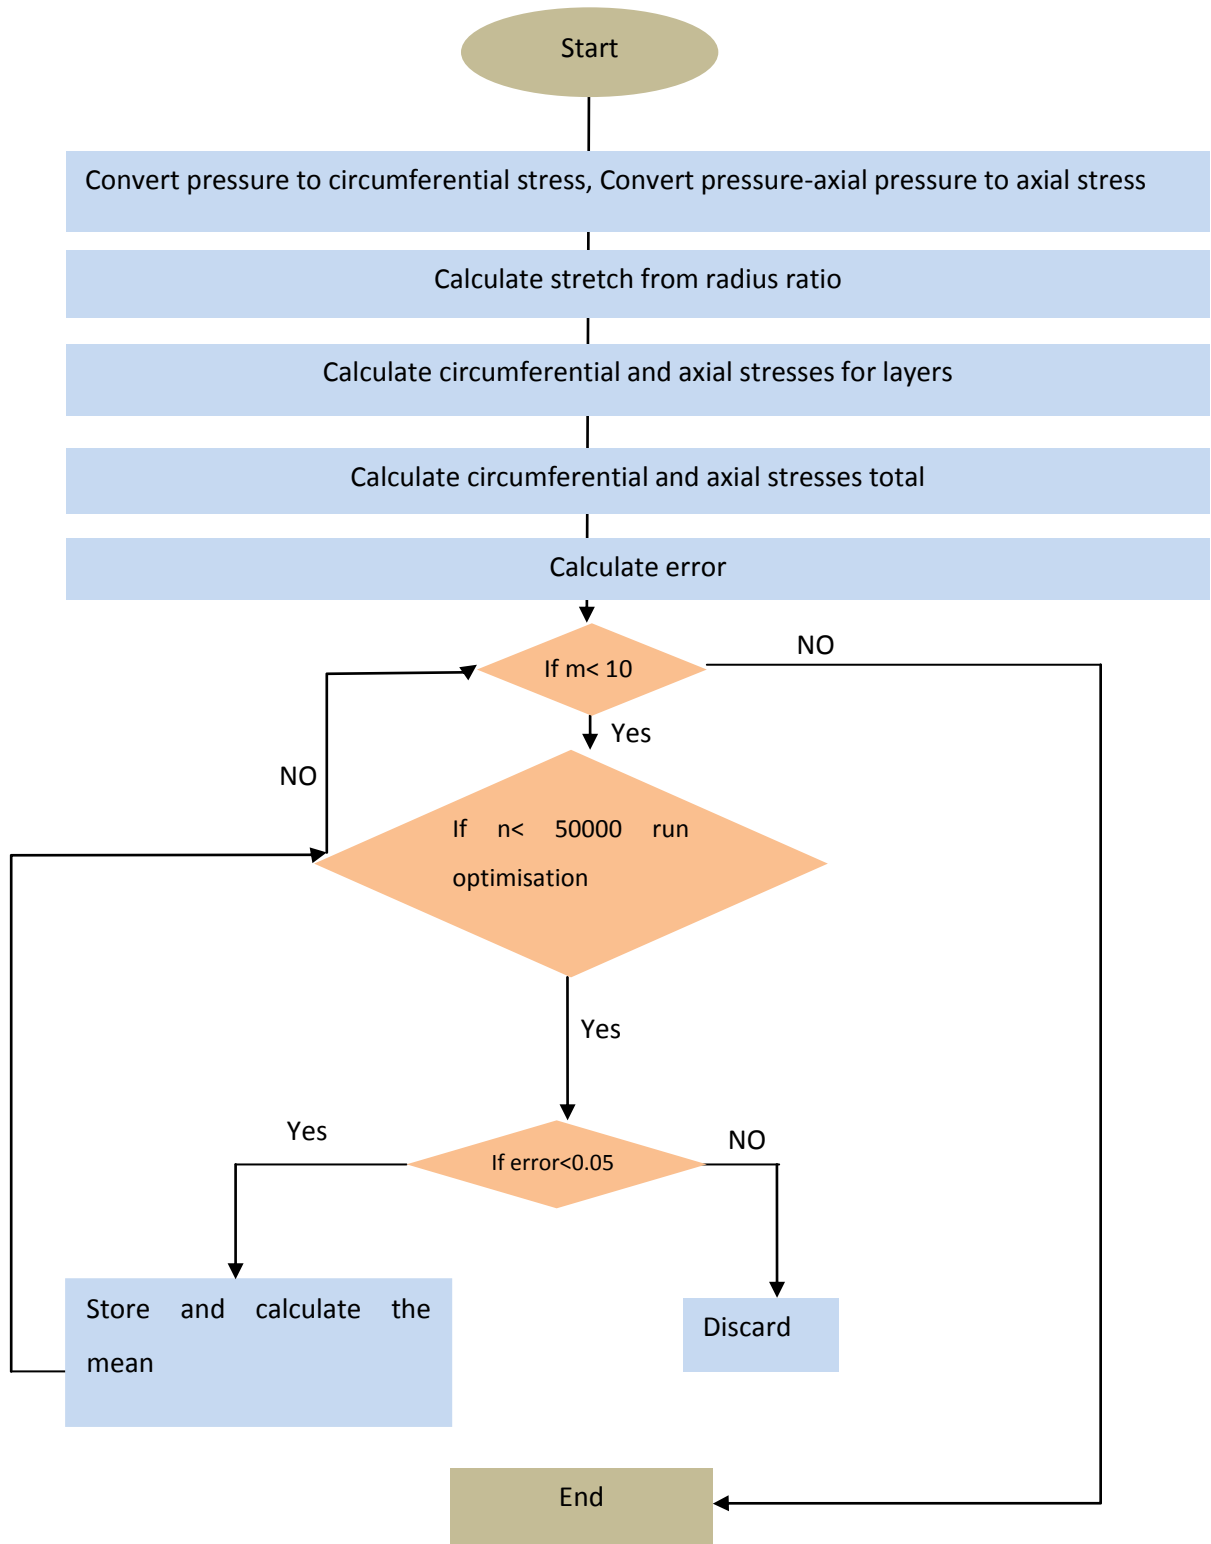 Start
Convert pressure to circumferential stress, Convert pressure-axial pressure to axial stress
Calculate stretch from radius ratio
Calculate circumferential and axial stresses for layers
Calculate circumferential and axial stresses total
Calculate error
If m< 10
NO
Yes
NO
If n< 50000 run
optimisation
Yes
Yes
If error<0.05
NO
Store and calculate the
mean
Discard
End